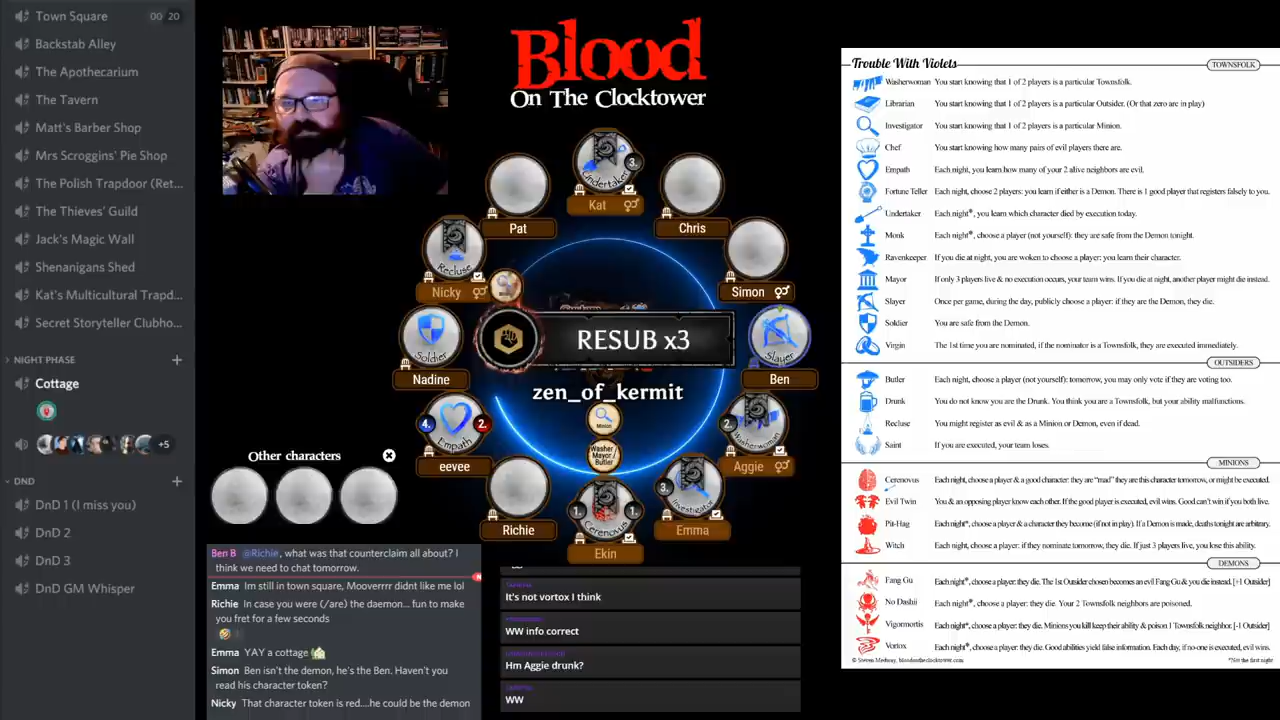 Town Square 00 20
Backstab Alley
The Apothecarium
The Tavern
Matt's Barber Shop
Mrs Scroggins' Pie Shop
The Polish Trapdoor (Ret...
The Thieves' Guild
Jack's Magic Wall
Shenanigans Shed
Multicultural Trapd...
Storyteller Clubho...
NIGHT PHASE
Cottage
+5
DND
D+D 1 (I miss you)
D+D 2
D+D 3
D+D GM Whisper
Blood
On The Clocktower
Undertaker
3.
Kat
Pat
Chris
Recluse
Nicky
Simon
Soldier
Nadine
Slayer
Ben
RESUB x3
zen_of_kermit
Minion
Washer/
Mayor /
Butler
4.
Empath
2.
eevee
2.
Washerwoman
Aggie
Richie
1.
Cerenovus
1.
Ekin
3.
Investigator
Emma
Other characters
Ben B @Richie, what was that counterclaim all about? I
think we need to chat tomorrow.
Emma Im still in town square, Mooverrr didnt like me lol
Richie In case you were (/are) the daemon... fun to make
you fret for a few seconds
Emma YAY a cottage
Simon Ben isn't the demon, he's the Ben. Haven't you
read his character token?
Nicky That character token is red....he could be the demon
It's not vortox I think
WW info correct
Hm Aggie drunk?
WW
Trouble With Violets
TOWNSFOLK
Washerwoman You start knowing that 1 of 2 players is a particular Townsfolk.
Librarian You start knowing that 1 of 2 players is a particular Outsider. (Or that zero are in play)
Investigator You start knowing that 1 of 2 players is a particular Minion.
Chef You start knowing how many pairs of evil players there are.
Empath Each night, you learn how many of your 2 alive neighbors are evil.
Fortune Teller Each night, choose 2 players: you learn if either is a Demon. There is 1 good player that registers falsely to you.
Undertaker Each night*, you learn which character died by execution today.
Monk Each night*, choose a player (not yourself): they are safe from the Demon tonight.
Ravenkeeper If you die at night, you are woken to choose a player: you learn their character.
Mayor If only 3 players live & no execution occurs, your team wins. If you die at night, another player might die instead.
Slayer Once per game, during the day, publicly choose a player: if they are the Demon, they die.
Soldier You are safe from the Demon.
Virgin The 1st time you are nominated, if the nominator is a Townsfolk, they are executed immediately.
OUTSIDERS
Butler Each night, choose a player (not yourself): tomorrow, you may only vote if they are voting too.
Drunk You do not know you are the Drunk. You think you are a Townsfolk, but your ability malfunctions.
Recluse You might register as evil & as a Minion or Demon, even if dead.
Saint If you are executed, your team loses.
MINIONS
Cerenovus Each night, choose a player & a good character: they are "mad" they are this character tomorrow, or might be executed.
Evil Twin You & an opposing player know each other. If the good player is executed, evil wins. Good can't win if you both live.
Pit-Hag Each night*, choose a player & a character they become (if not in play). If a Demon is made, deaths tonight are arbitrary.
Witch Each night, choose a player: if they nominate tomorrow, they die. If just 3 players live, you lose this ability.
DEMONS
Fang Gu Each night*, choose a player: they die. The 1st Outsider chosen becomes an evil Fang Gu & you die instead. [+1 Outsider]
No Dashii Each night*, choose a player: they die. Your 2 Townsfolk neighbors are poisoned.
Vigormortis Each night*, choose a player: they die. Minions you kill keep their ability & poison 1 Townsfolk neighbor. [-1 Outsider]
Vortox Each night*, choose a player: they die. Good abilities yield false information. Each day, if no-one is executed, evil wins.
© Steven Medway, bloodontheclocktower.com *Not the first night